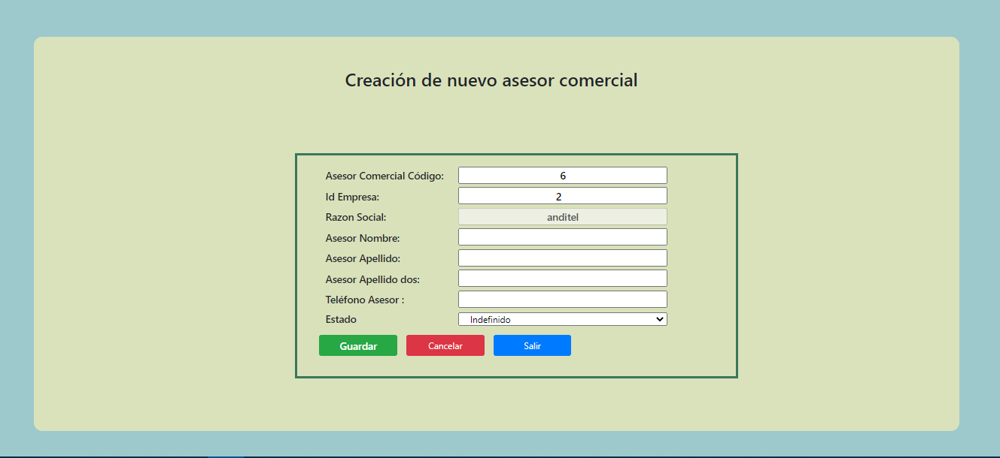 Creación de nuevo asesor comercial
Asesor Comercial Código: 6
Id Empresa: 2
Razon Social: anditel
Asesor Nombre:
Asesor Apellido:
Asesor Apellido dos:
Teléfono Asesor :
Estado Indefinido
Guardar Cancelar Salir